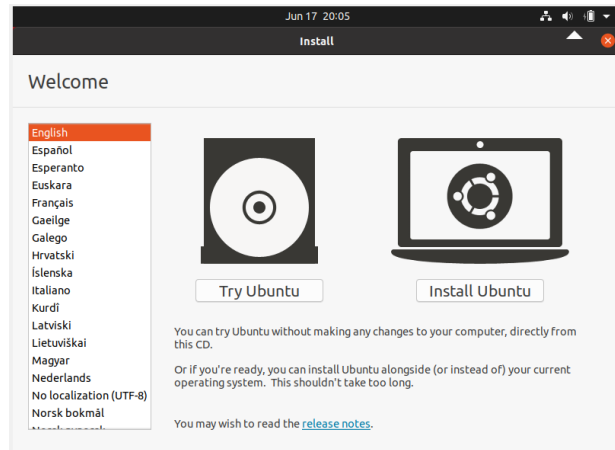 Jun 17 20:05
Install
Welcome
English
Español
Esperanto
Euskara
Français
Gaeilge
Galego
Hrvatski
Íslenska
Italiano
Kurdî
Latviski
Lietuviškai
Magyar
Nederlands
No localization (UTF-8)
Norsk bokmål
Try Ubuntu
Install Ubuntu
You can try Ubuntu without making any changes to your computer, directly from
this CD.
Or if you're ready, you can install Ubuntu alongside (or instead of) your current
operating system. This shouldn't take too long.
You may wish to read the release notes.